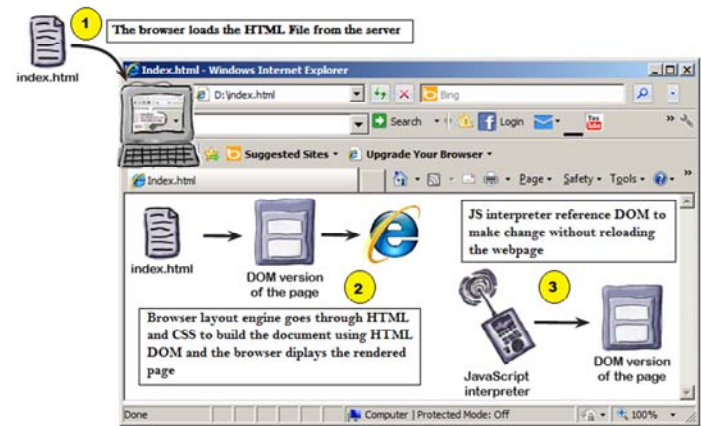 1
The browser loads the HTML File from the server
index.html
Index.html - Windows Internet Explorer
D:\index.html
Bing
Search
Login
You
Tube
Suggested Sites
Upgrade Your Browser
Index.html
Page
Safety
Tools
index.html
DOM version
of the page
2
Browser layout engine goes through HTML
and CSS to build the document using HTML
DOM and the browser diplays the rendered
page
JS interpreter reference DOM to
make change without reloading
the webpage
3
JavaScript
interpreter
DOM version
of the page
Done
Computer | Protected Mode: Off
100%